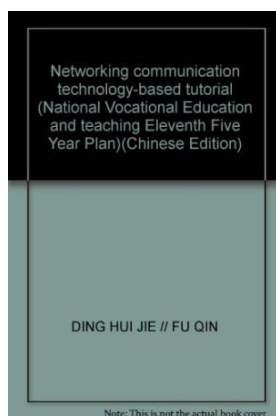 Networking communication
technology-based tutorial
(National Vocational Education
and teaching Eleventh Five
Year Plan)(Chinese Edition)
DING HUI JIE // FU QIN
Note: This is not the actual book cover